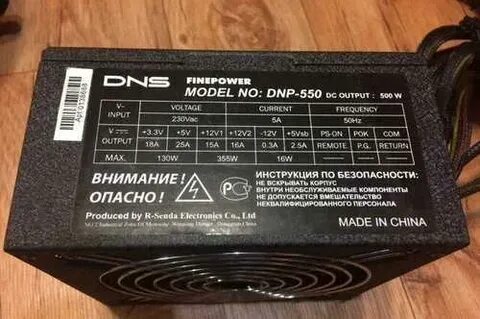 DNS FINEPOWER
MODEL NO: DNP-550 DC OUTPUT : 500 W
V~ INPUT VOLTAGE CURRENT FREQUENCY
230Vac 5A 50Hz
V⎓ OUTPUT +3.3V +5V +12V1 +12V2 -12V +5Vsb PS-ON POK COM
18A 25A 15A 16A 0.3A 2.5A REMOTE P.G. RETURN
MAX. 130W 355W 16W
ВНИМАНИЕ !
ОПАСНО !
ИНСТРУКЦИЯ ПО БЕЗОПАСНОСТИ:
НЕ ВСКРЫВАТЬ КОРПУС
ВНУТРИ НЕОБСЛУЖИВАЕМЫЕ КОМПОНЕНТЫ
НЕ ДОПУСКАЕТСЯ ВМЕШАТЕЛЬСТВО
НЕКВАЛИФИЦИРОВАННОГО ПЕРСОНАЛА
Produced by R-Senda Electronics Co., Ltd
MADE IN CHINA
Арт 0138688